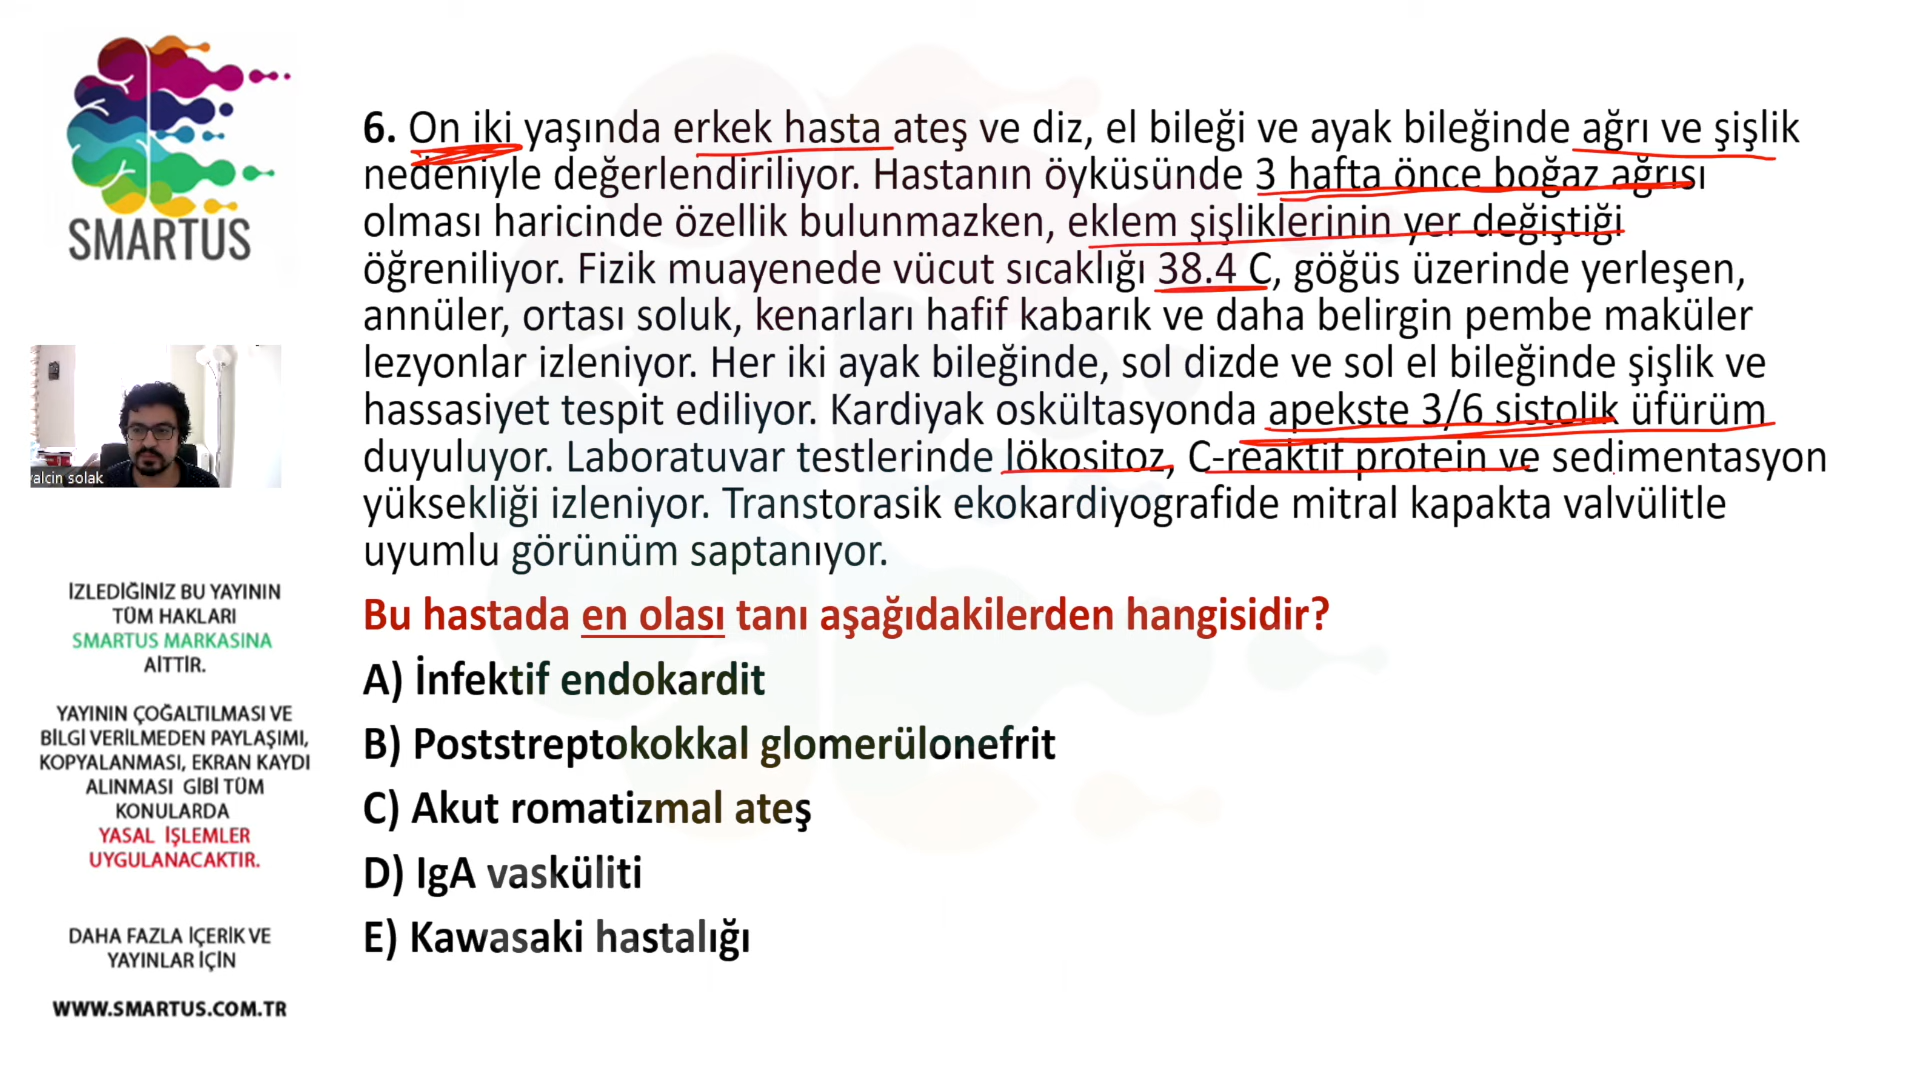 SMARTUS
6. On iki yaşında erkek hasta ateş ve diz, el bileği ve ayak bileğinde ağrı ve şişlik
nedeniyle değerlendiriliyor. Hastanın öyküsünde 3 hafta önce boğaz ağrısı
olması haricinde özellik bulunmazken, eklem şişliklerinin yer değiştiği
öğreniliyor. Fizik muayenede vücut sıcaklığı 38.4 C, göğüs üzerinde yerleşen,
annüler, ortası soluk, kenarları hafif kabarık ve daha belirgin pembe maküler
lezyonlar izleniyor. Her iki ayak bileğinde, sol dizde ve sol el bileğinde şişlik ve
hassasiyet tespit ediliyor. Kardiyak oskültasyonda apekste 3/6 sistolik üfürüm
duyuluyor. Laboratuvar testlerinde lökositoz, C-reaktif protein ve sedimentasyon
yüksekliği izleniyor. Transtorasik ekokardiyografide mitral kapakta valvülitle
uyumlu görünüm saptanıyor.
Bu hastada en olası tanı aşağıdakilerden hangisidir?
A) İnfektif endokardit
B) Poststreptokokkal glomerülonefrit
C) Akut romatizmal ateş
D) IgA vasküliti
E) Kawasaki hastalığı
yalcin solak
İZLEDİĞİNİZ BU YAYININ
TÜM HAKLARI
SMARTUS MARKASINA
AİTTİR.
YAYININ ÇOĞALTILMASI VE
BİLGİ VERİLMEDEN PAYLAŞIMI,
KOPYALANMASI, EKRAN KAYDI
ALINMASI GİBİ TÜM
KONULARDA
YASAL İŞLEMLER
UYGULANACAKTIR.
DAHA FAZLA İÇERİK VE
YAYINLAR İÇİN
WWW.SMARTUS.COM.TR